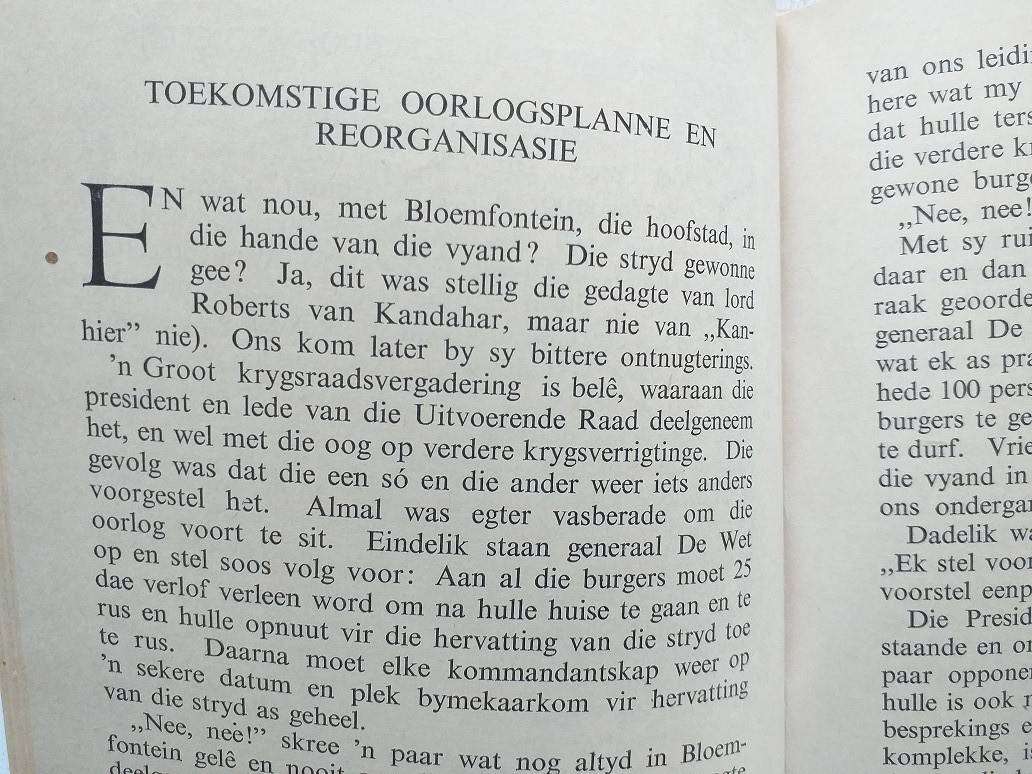 TOEKOMSTIGE OORLOGSPLANNE EN
REORGANISASIE
EN wat nou, met Bloemfontein, die hoofstad, in
die hande van die vyand? Die stryd gewonne
gee? Ja, dit was stellig die gedagte van lord
Roberts van Kandahar, maar nie van „Kan-
hier” nie). Ons kom later by sy bittere ontnugterings.
'n Groot krygsraadsvergadering is belê, waaraan die
president en lede van die Uitvoerende Raad deelgeneem
het, en wel met die oog op verdere krygsverrigtinge. Die
gevolg was dat die een só en die ander weer iets anders
voorgestel het. Almal was egter vasberade om die
oorlog voort te sit. Eindelik staan generaal De Wet
op en stel soos volg voor: Aan al die burgers moet 25
dae verlof verleen word om na hulle huise te gaan en te
rus en hulle opnuut vir die hervatting van die stryd toe
te rus. Daarna moet elke kommandantskap weer op
'n sekere datum en plek bymekaarkom vir hervatting
van die stryd as geheel.
„Nee, neé!” skree 'n paar wat nog altyd in Bloem-
fontein gelê en nooit
van ons leidi
here wat my
dat hulle ters
die verdere k
gewone burg
„Nee, nee!
Met sy rui
daar en dan
raak geoorde
generaal De
wat ek as pra
hede 100 pers
burgers te ge
te durf. Vrie
die vyand in
ons onderga
Dadelik wa
„Ek stel voor
voorstel eenp
Die Presid
staande en o
paar oppone
hulle is ook
besprekings e
komplekke, i